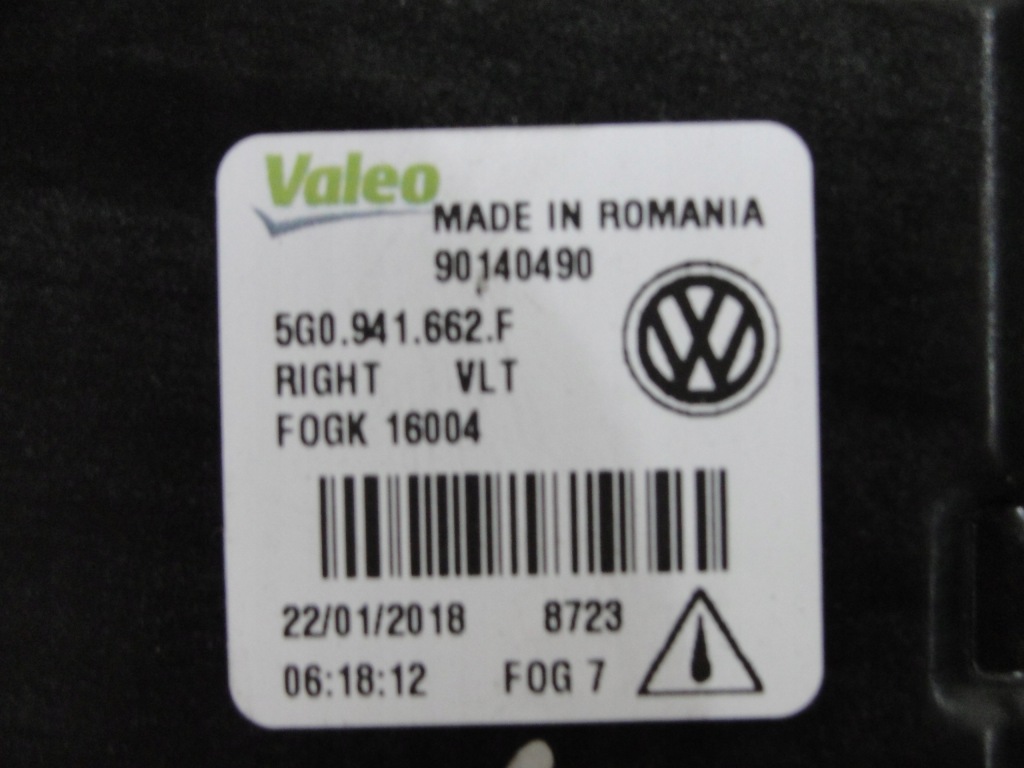 Valeo
MADE IN ROMANIA
90140490
5G0.941.662.F
RIGHT VLT
FOGK 16004
22/01/2018 8723
06:18:12 FOG 7